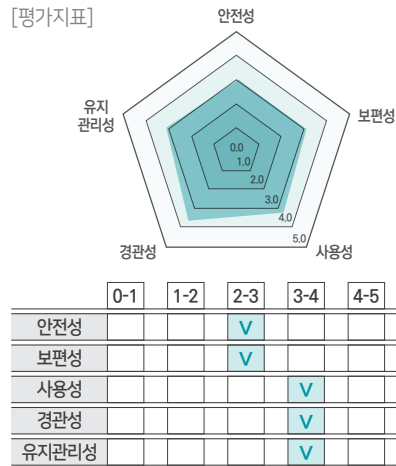 [평가지표]
안전성
유지
관리성
보편성
0.0
1.0
2.0
3.0
4.0
5.0
경관성
사용성
0-1 1-2 2-3 3-4 4-5
안전성 V
보편성 V
사용성 V
경관성 V
유지관리성 V